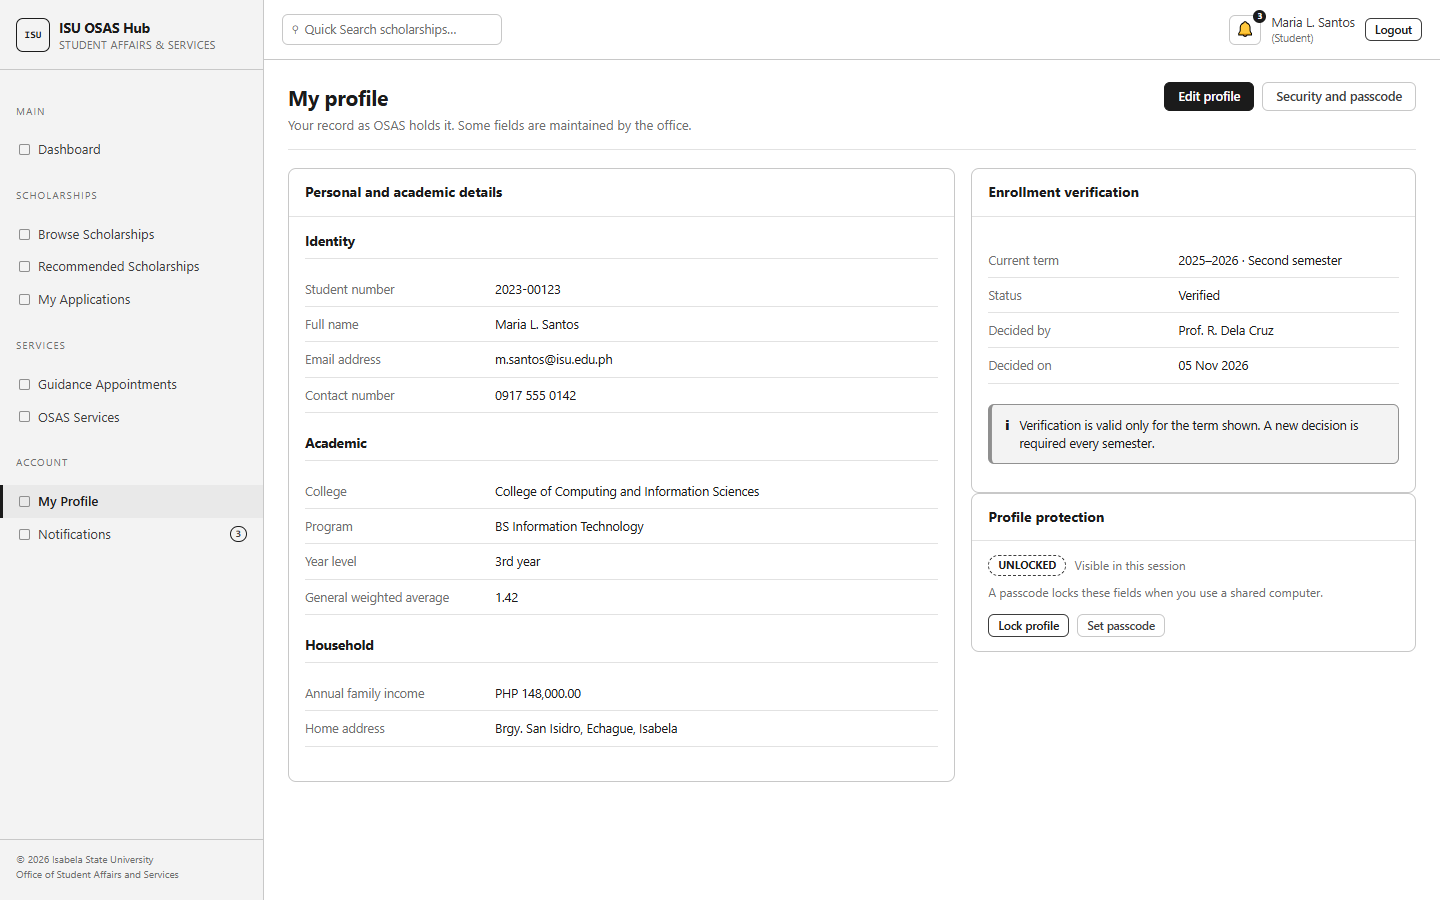 ISU
ISU OSAS Hub
STUDENT AFFAIRS & SERVICES
MAIN
Dashboard
SCHOLARSHIPS
Browse Scholarships
Recommended Scholarships
My Applications
SERVICES
Guidance Appointments
OSAS Services
ACCOUNT
My Profile
Notifications 3
© 2026 Isabela State University
Office of Student Affairs and Services
Quick Search scholarships...
3
Maria L. Santos
(Student)
Logout
My profile
Your record as OSAS holds it. Some fields are maintained by the office.
Edit profile
Security and passcode
Personal and academic details
Identity
Student number 2023-00123
Full name Maria L. Santos
Email address m.santos@isu.edu.ph
Contact number 0917 555 0142
Academic
College College of Computing and Information Sciences
Program BS Information Technology
Year level 3rd year
General weighted average 1.42
Household
Annual family income PHP 148,000.00
Home address Brgy. San Isidro, Echague, Isabela
Enrollment verification
Current term 2025–2026 · Second semester
Status Verified
Decided by Prof. R. Dela Cruz
Decided on 05 Nov 2026
i Verification is valid only for the term shown. A new decision is
required every semester.
Profile protection
UNLOCKED Visible in this session
A passcode locks these fields when you use a shared computer.
Lock profile
Set passcode